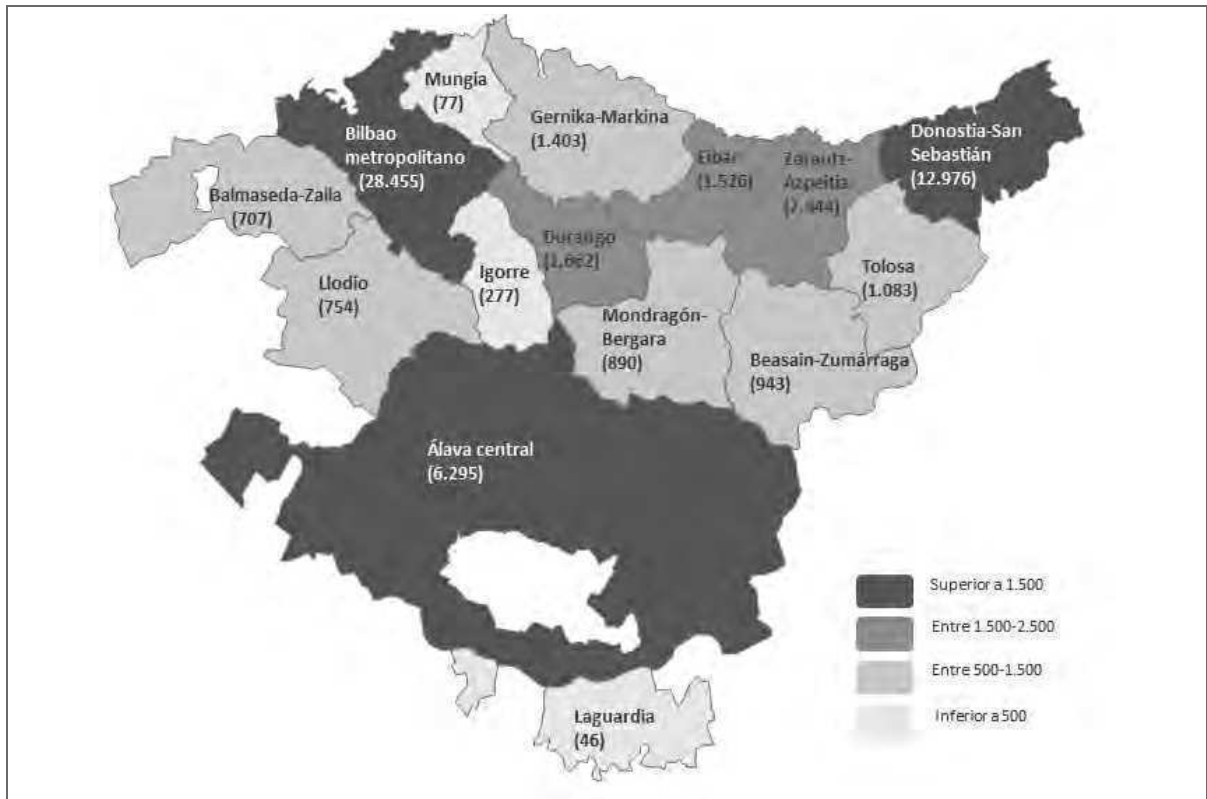 Mungia
(77)
Gernika-Markina
(1.403)
Bilbao
metropolitano
(28.455)
Donostia-San
Sebastián
(12.976)
Eibar
(1.526)
Zarautz-
Azpeitia
Balmaseda-Zalla
(707)
Durango
Igorre
(277)
Llodio
(754)
Tolosa
(1.083)
Mondragón-
Bergara
(890)
Beasain-Zumárraga
(943)
Álava central
(6.295)
Laguardia
(46)
Superior a 1.500
Entre 1.500-2.500
Entre 500-1.500
Inferior a 500